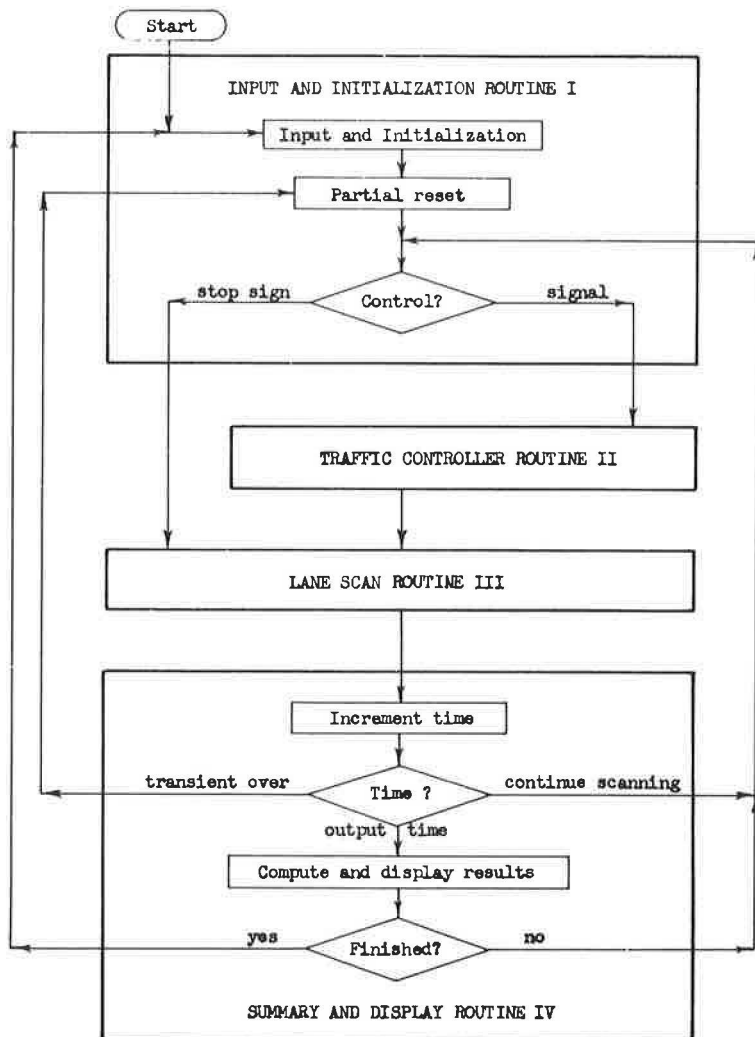 Start
INPUT AND INITIALIZATION ROUTINE I
Input and Initialization
Partial reset
stop sign
Control?
signal
TRAFFIC CONTROLLER ROUTINE II
LANE SCAN ROUTINE III
Increment time
transient over
Time ?
continue scanning
output time
Compute and display results
yes
Finished?
no
SUMMARY AND DISPLAY ROUTINE IV